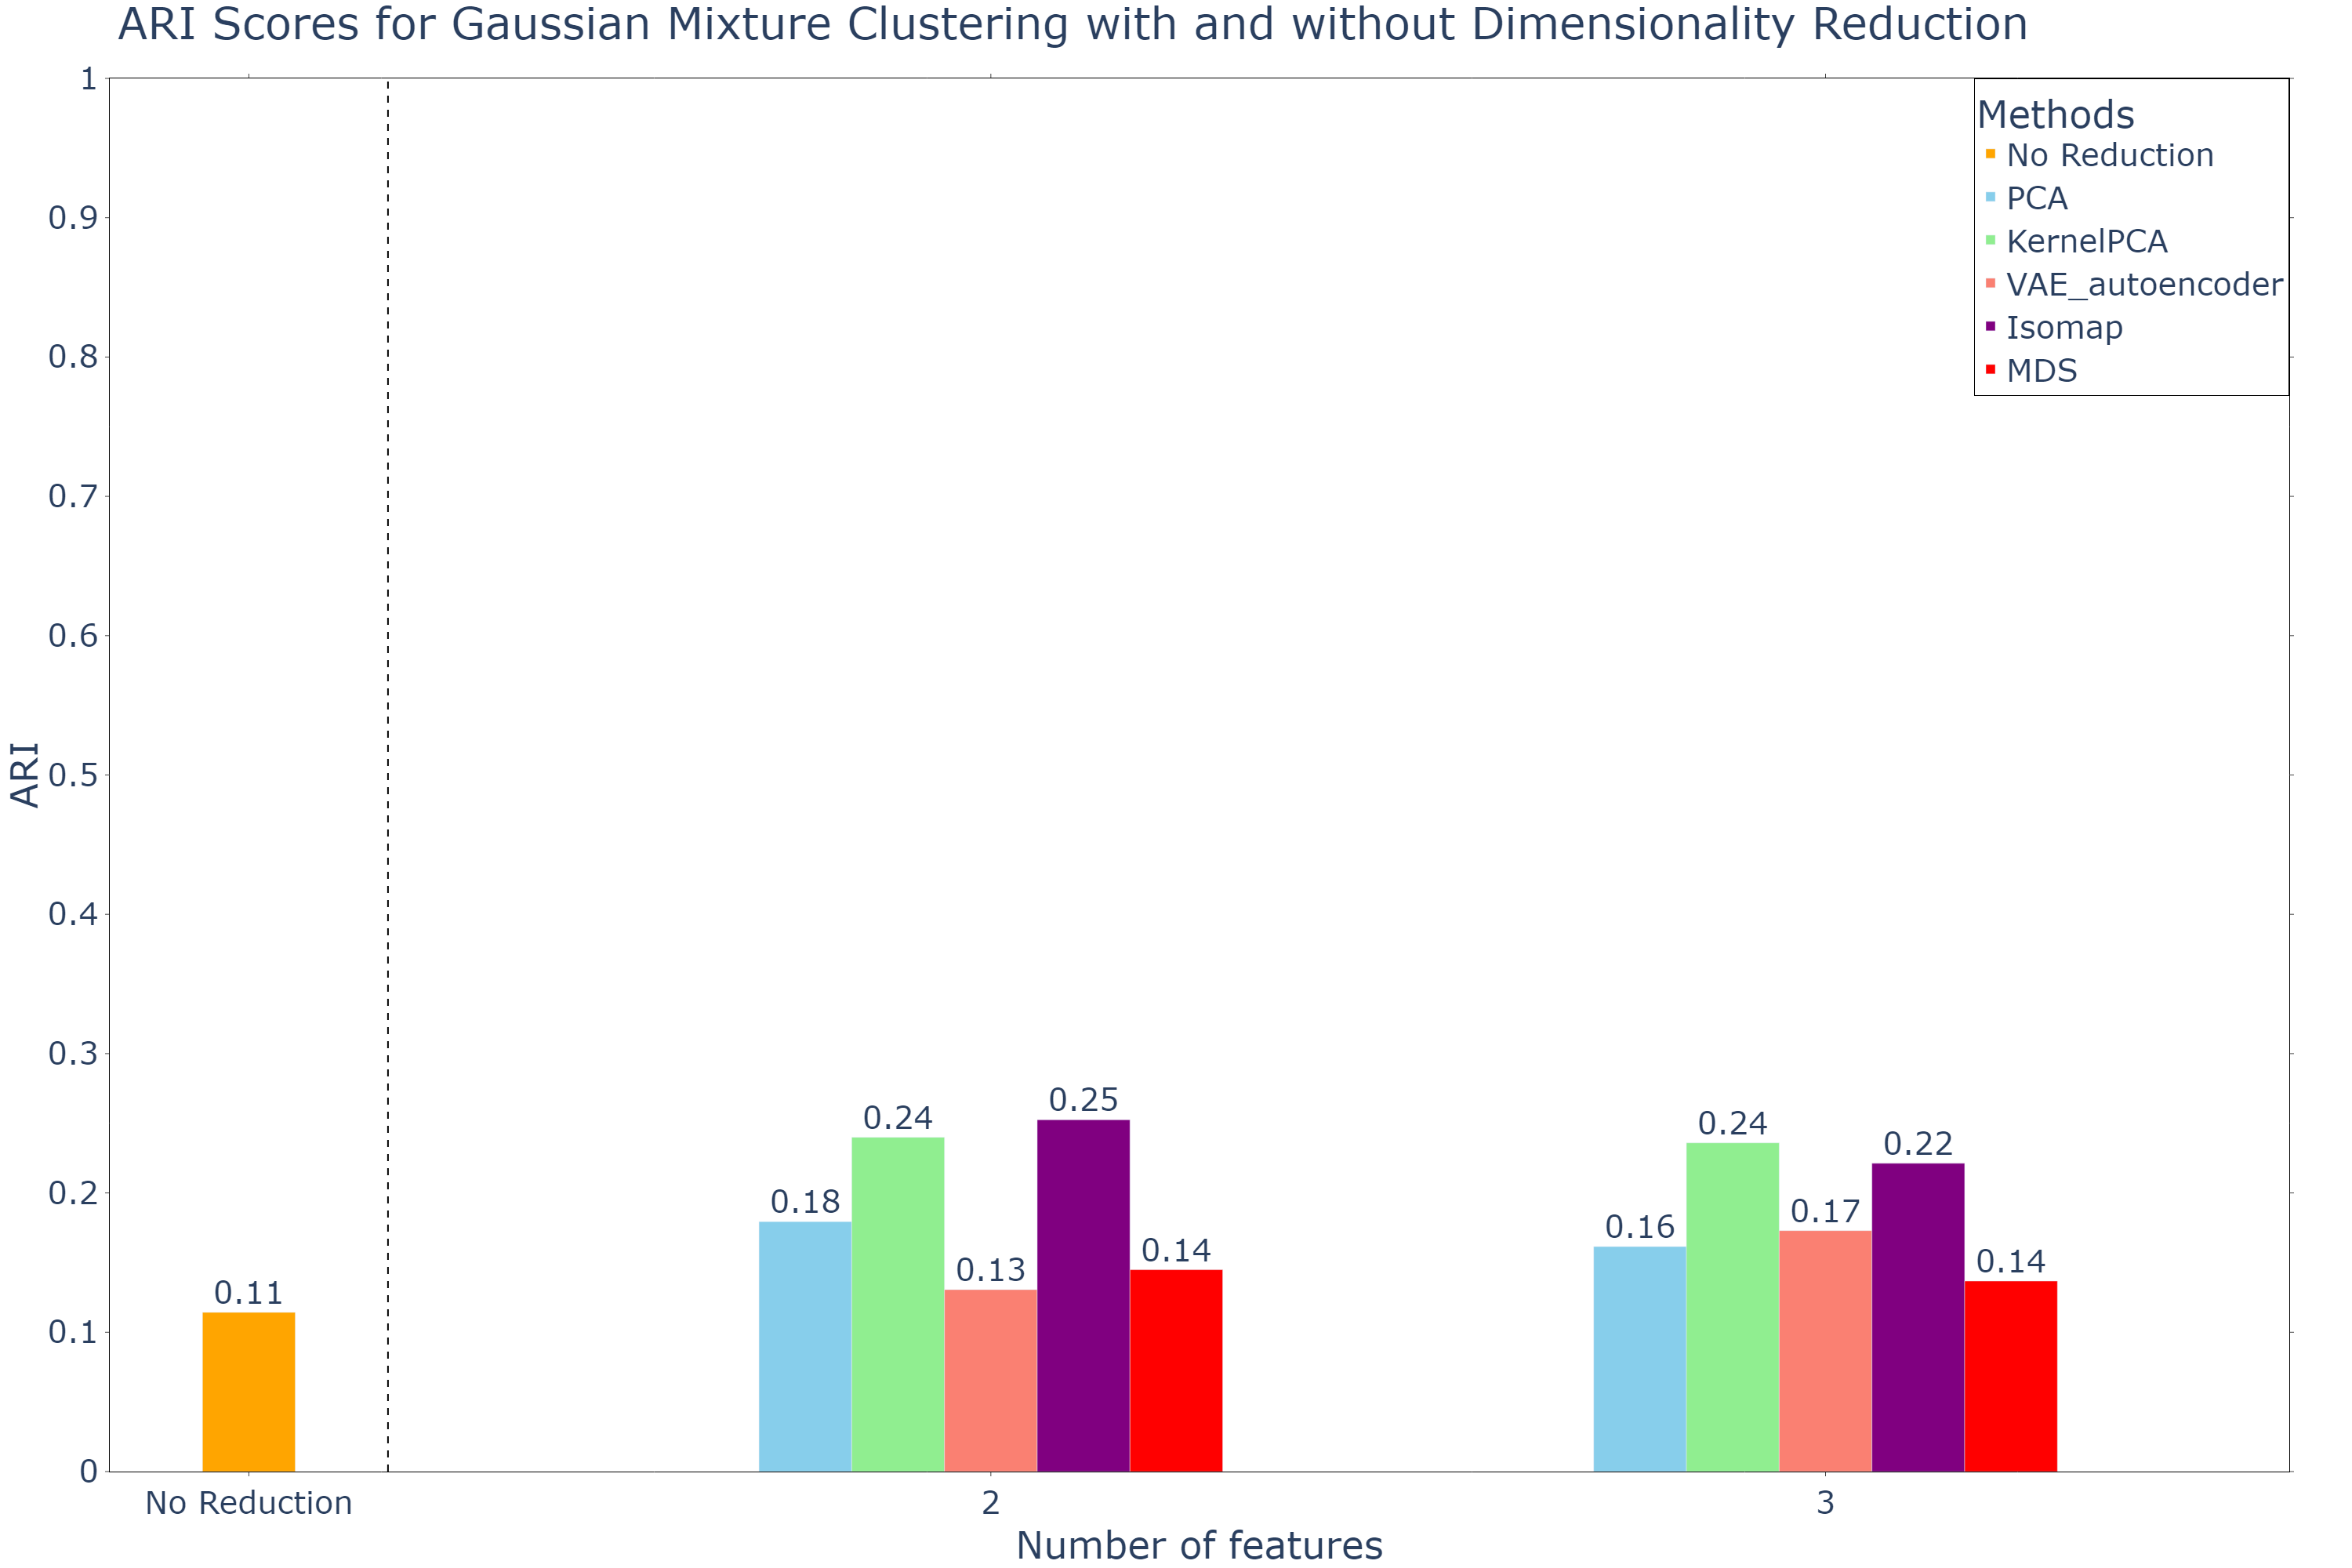 ARI Scores for Gaussian Mixture Clustering with and without Dimensionality Reduction
1
0.9
0.8
0.7
0.6
0.5
0.4
0.3
0.2
0.1
0
ARI
Methods
No Reduction
PCA
KernelPCA
VAE_autoencoder
Isomap
MDS
0.11
0.18
0.24
0.13
0.25
0.14
0.16
0.24
0.17
0.22
0.14
No Reduction
2
3
Number of features